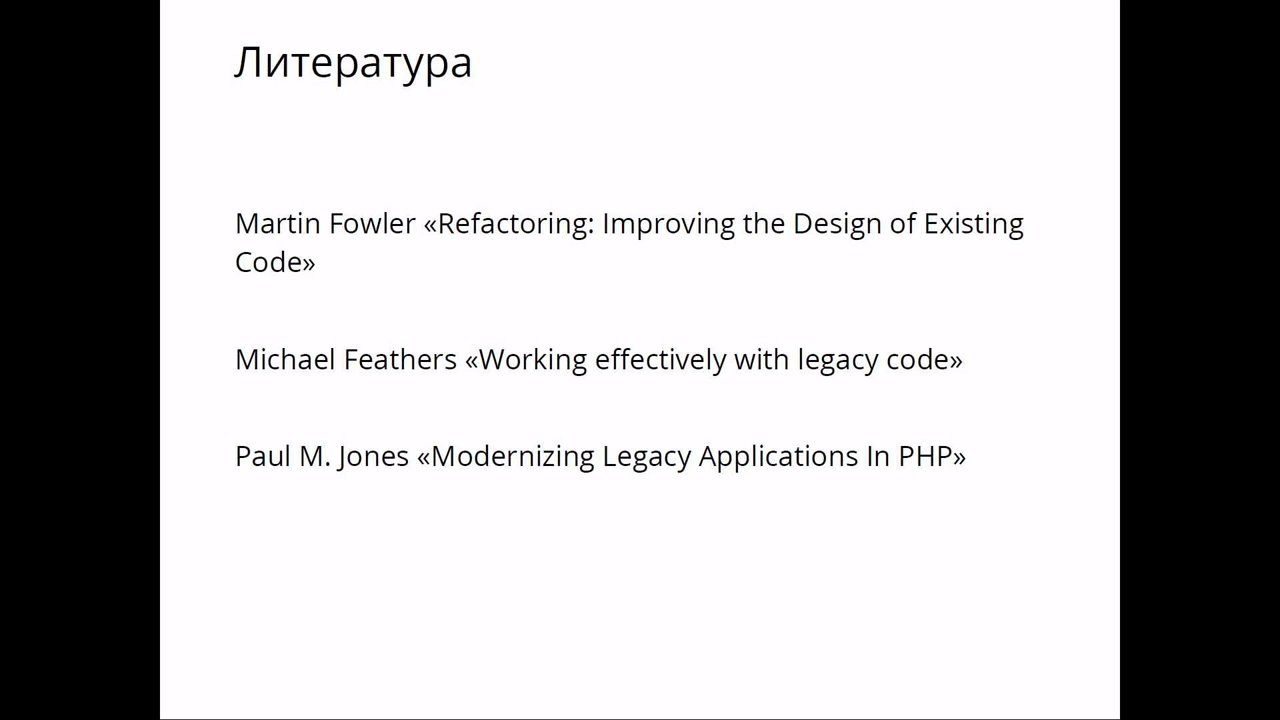 Литература
Martin Fowler «Refactoring: Improving the Design of Existing
Code»
Michael Feathers «Working effectively with legacy code»
Paul M. Jones «Modernizing Legacy Applications In PHP»